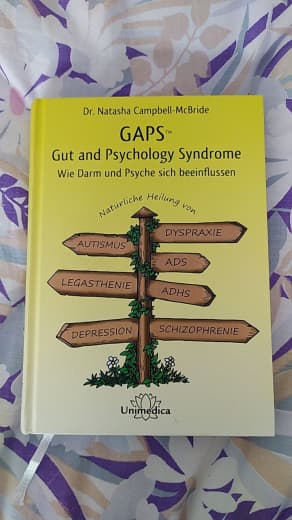 Dr. Natasha Campbell-McBride
GAPS™
Gut and Psychology Syndrome
Wie Darm und Psyche sich beeinflussen
Natürliche Heilung von
DYSPRAXIE
AUTISMUS
ADS
LEGASTHENIE
ADHS
DEPRESSION
SCHIZOPHRENIE
Unimedica